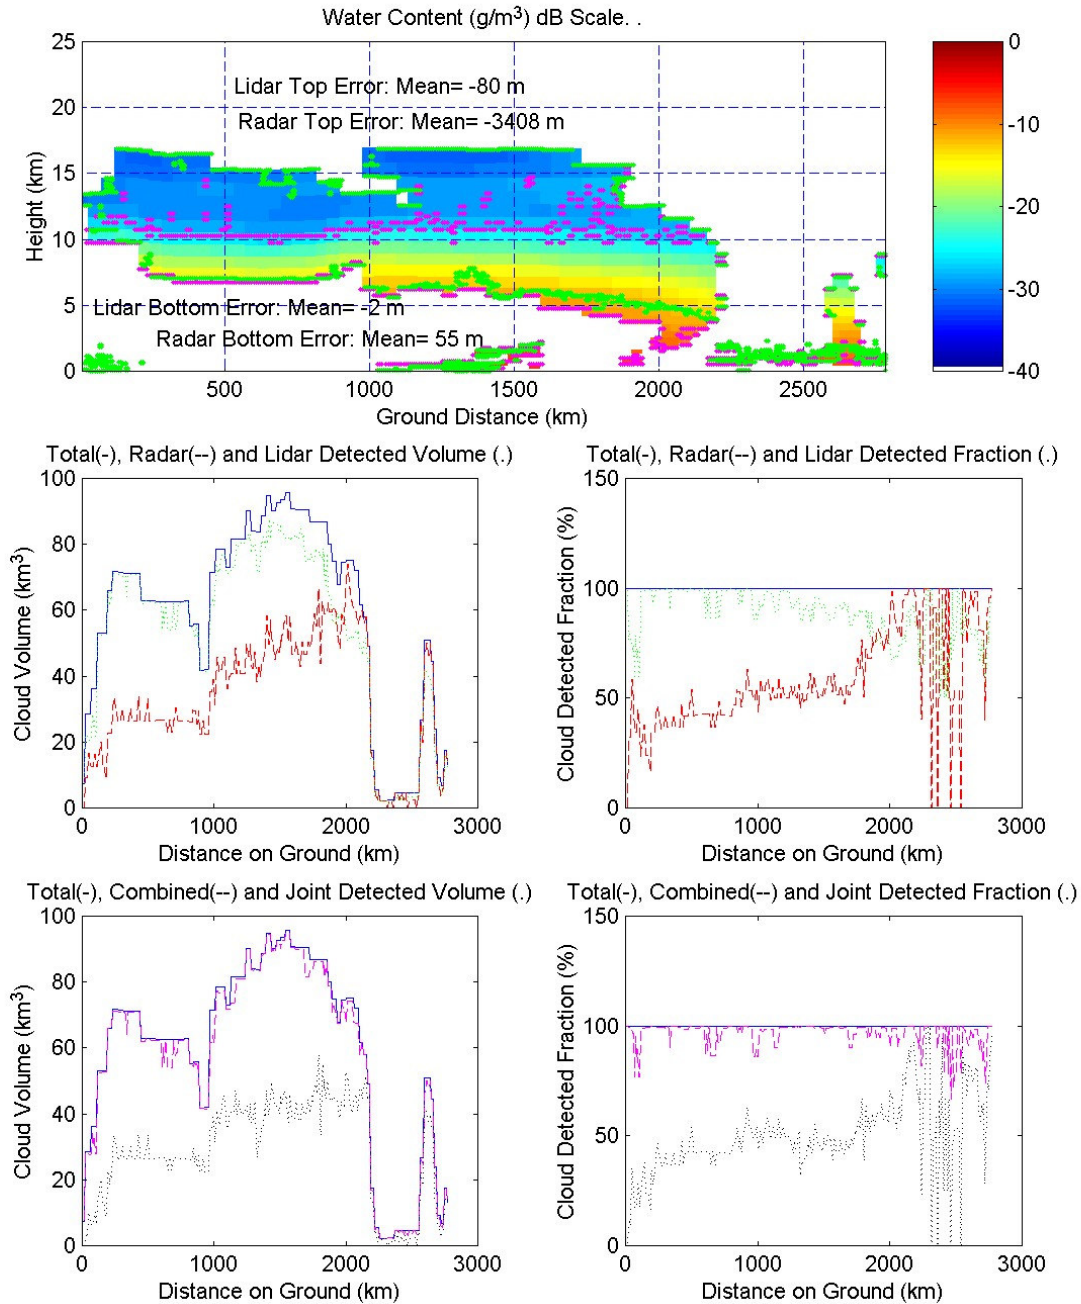 Water Content (g/m³) dB Scale. .
25
20
15
10
5
0
Height (km)
Lidar Top Error: Mean= -80 m
Radar Top Error: Mean= -3408 m
Lidar Bottom Error: Mean= -2 m
Radar Bottom Error: Mean= 55 m
500
1000
1500
2000
2500
Ground Distance (km)
0
-10
-20
-30
-40
Total(-), Radar(--) and Lidar Detected Volume (.)
100
80
60
40
20
0
Cloud Volume (km³)
0
1000
2000
3000
Distance on Ground (km)
Total(-), Radar(--) and Lidar Detected Fraction (.)
150
100
50
0
Cloud Detected Fraction (%)
0
1000
2000
3000
Distance on Ground (km)
Total(-), Combined(--) and Joint Detected Volume (.)
100
80
60
40
20
0
Cloud Volume (km³)
0
1000
2000
3000
Distance on Ground (km)
Total(-), Combined(--) and Joint Detected Fraction (.)
150
100
50
0
Cloud Detected Fraction (%)
0
1000
2000
3000
Distance on Ground (km)